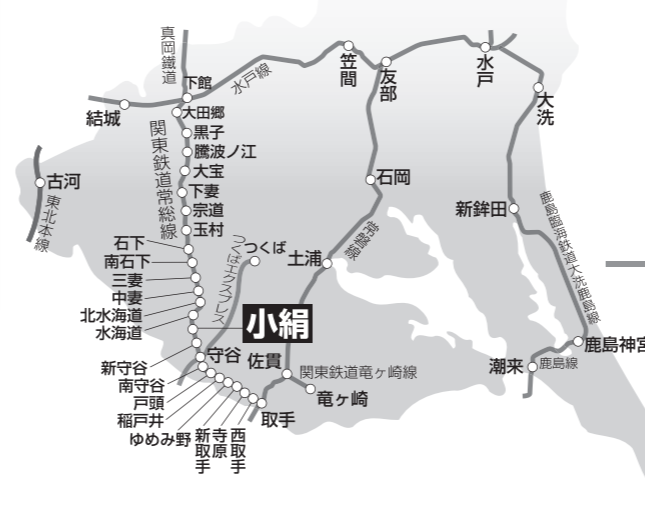 真岡鐵道
下館
水戸線
笠間
友部
水戸
大洗
結城
大田郷
黒子
騰波ノ江
大宝
下妻
宗道
玉村
関東鉄道常総線
古河
東北本線
石岡
新鉾田
鹿島臨海鉄道大洗鹿島線
石下
南石下
三妻
中妻
北水海道
水海道
つくば
つくばエクスプレス
土浦
常磐線
小絹
新守谷
守谷
佐貫
関東鉄道竜ヶ崎線
竜ヶ崎
潮来
鹿島線
鹿島神宮
南守谷
戸頭
稲戸井
ゆめみ野
新取手
寺原
西取手
取手